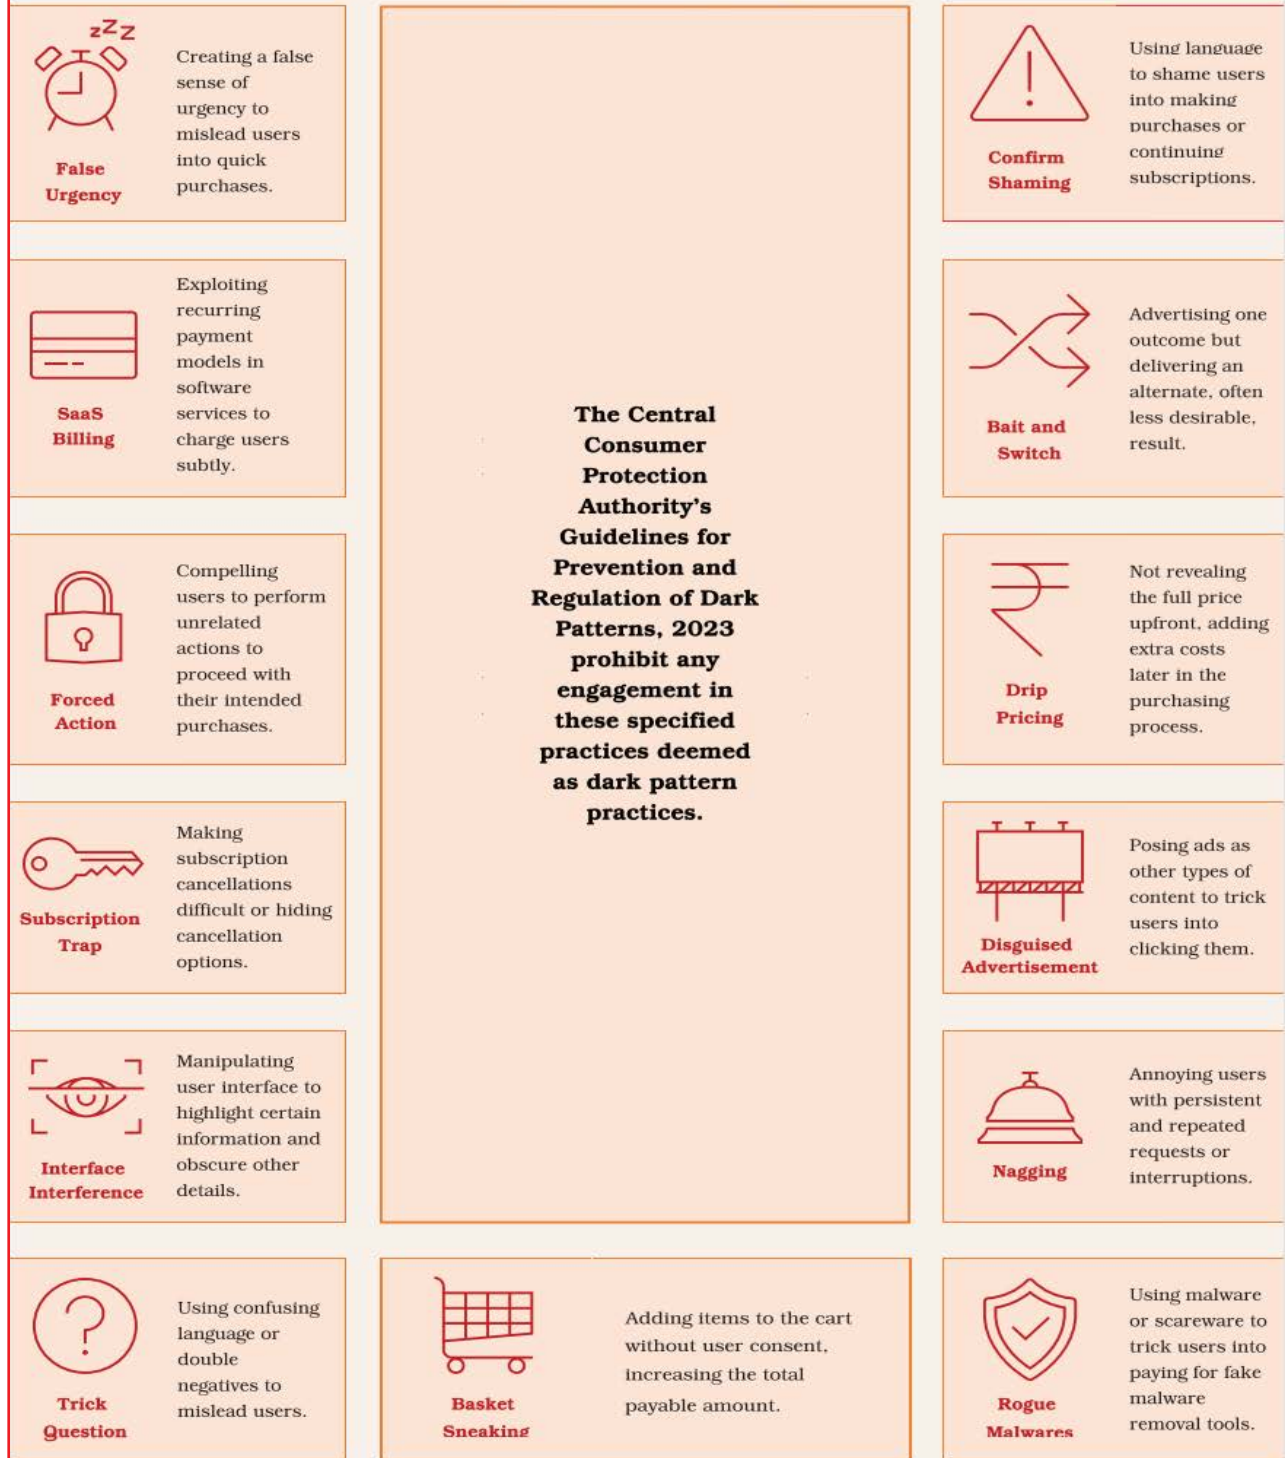 zZZ
False
Urgency
Creating a false
sense of
urgency to
mislead users
into quick
purchases.
SaaS
Billing
Exploiting
recurring
payment
models in
software
services to
charge users
subtly.
Forced
Action
Compelling
users to perform
unrelated
actions to
proceed with
their intended
purchases.
Subscription
Trap
Making
subscription
cancellations
difficult or hiding
cancellation
options.
Interface
Interference
Manipulating
user interface to
highlight certain
information and
obscure other
details.
Trick
Question
Using confusing
language or
double
negatives to
mislead users.
The Central
Consumer
Protection
Authority’s
Guidelines for
Prevention and
Regulation of Dark
Patterns, 2023
prohibit any
engagement in
these specified
practices deemed
as dark pattern
practices.
Basket
Sneaking
Adding items to the cart
without user consent,
increasing the total
payable amount.
Confirm
Shaming
Using language
to shame users
into making
purchases or
continuing
subscriptions.
Bait and
Switch
Advertising one
outcome but
delivering an
alternate, often
less desirable,
result.
Drip
Pricing
Not revealing
the full price
upfront, adding
extra costs
later in the
purchasing
process.
Disguised
Advertisement
Posing ads as
other types of
content to trick
users into
clicking them.
Nagging
Annoying users
with persistent
and repeated
requests or
interruptions.
Rogue
Malwares
Using malware
or scareware to
trick users into
paying for fake
malware
removal tools.